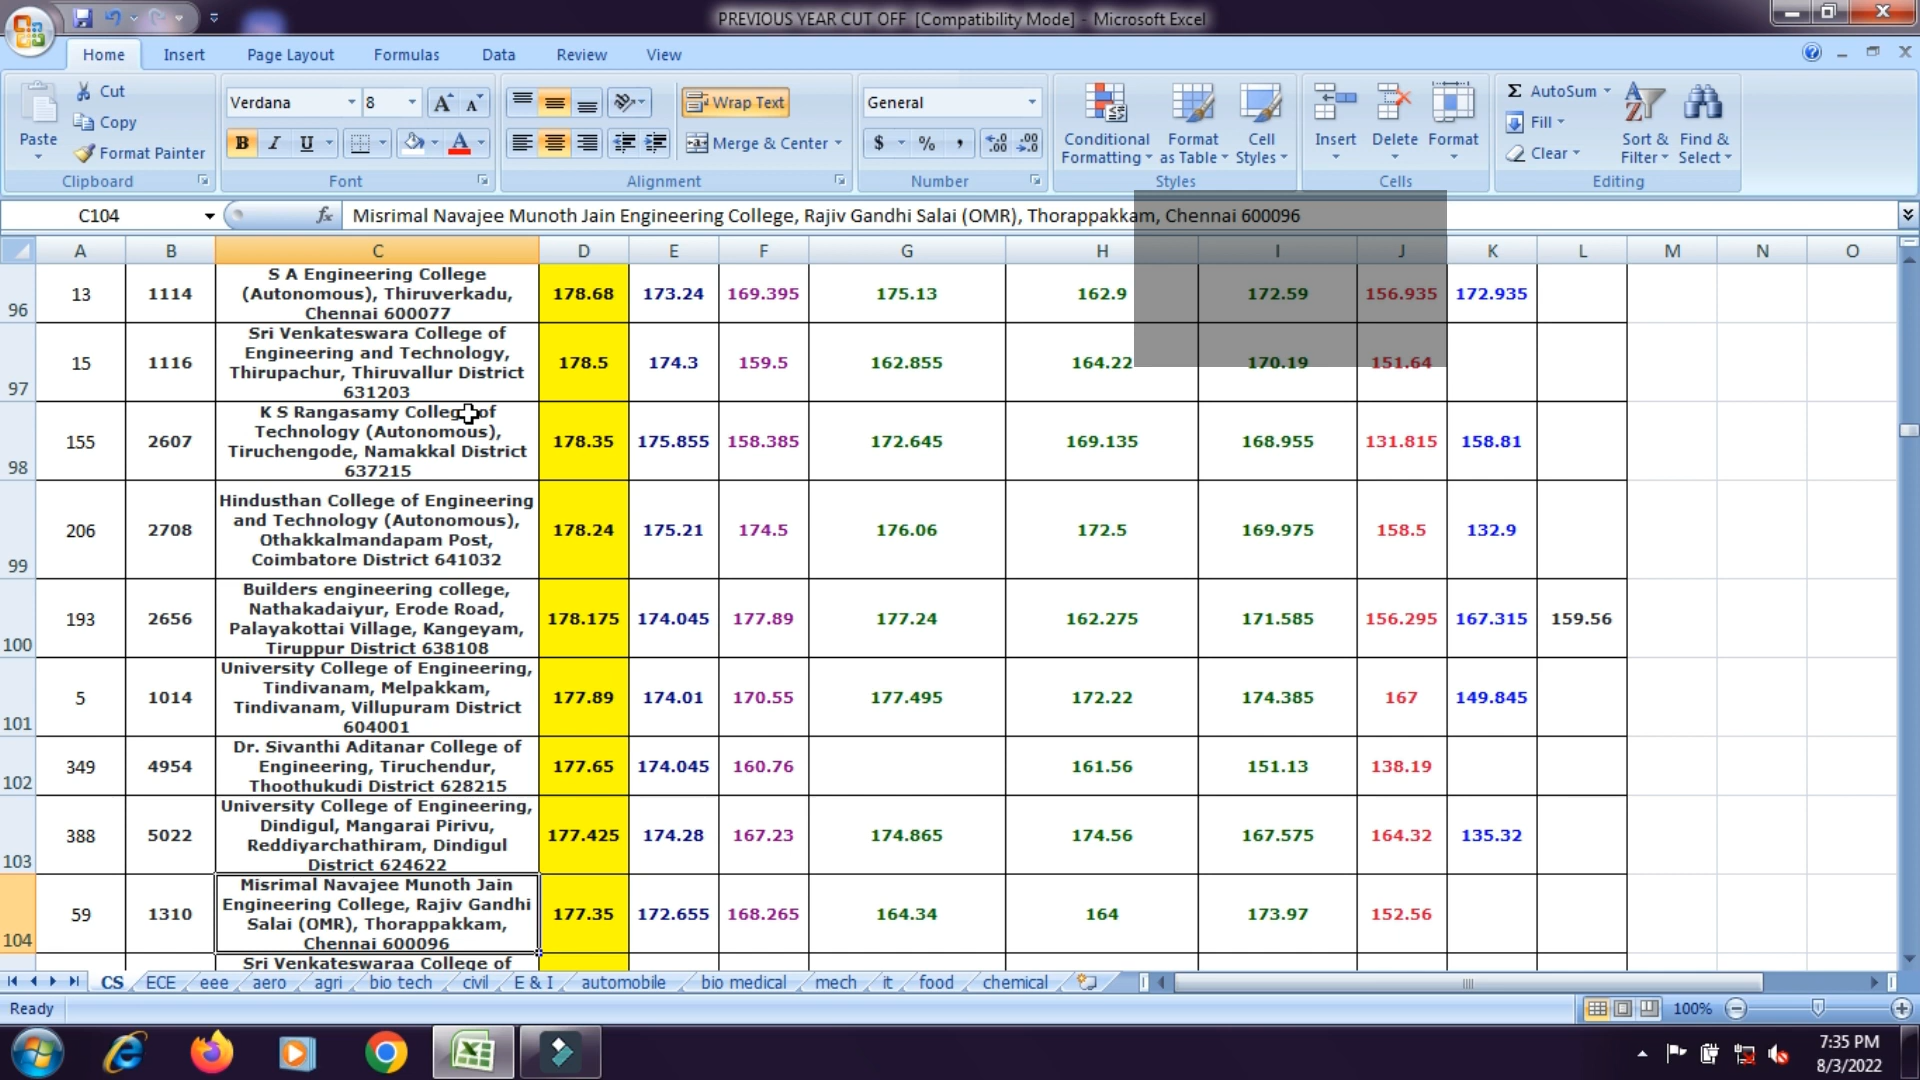 PREVIOUS YEAR CUT OFF [Compatibility Mode] - Microsoft Excel
Home Insert Page Layout Formulas Data Review View
Paste Cut Copy Format Painter Clipboard
Verdana 8 A A B I U A Font
Wrap Text Merge & Center Alignment
General $ % , .0 .00 .00 .0 Number
Conditional Formatting Format as Table Cell Styles Styles
Insert Delete Format Cells
Σ AutoSum Fill Clear Sort & Filter Find & Select Editing
C104 fx Misrimal Navajee Munoth Jain Engineering College, Rajiv Gandhi Salai (OMR), Thorappakkam, Chennai 600096
A B C D E F G H I J K L M N O
96 13 1114 S A Engineering College (Autonomous), Thiruverkadu, Chennai 600077 178.68 173.24 169.395 175.13 162.9 172.59 156.935 172.935
97 15 1116 Sri Venkateswara College of Engineering and Technology, Thirupachur, Thiruvallur District 631203 178.5 174.3 159.5 162.855 164.22 170.19 151.64
98 155 2607 K S Rangasamy College of Technology (Autonomous), Tiruchengode, Namakkal District 637215 178.35 175.855 158.385 172.645 169.135 168.955 131.815 158.81
99 206 2708 Hindusthan College of Engineering and Technology (Autonomous), Othakkalmandapam Post, Coimbatore District 641032 178.24 175.21 174.5 176.06 172.5 169.975 158.5 132.9
100 193 2656 Builders engineering college, Nathakadaiyur, Erode Road, Palayakottai Village, Kangeyam, Tiruppur District 638108 178.175 174.045 177.89 177.24 162.275 171.585 156.295 167.315 159.56
101 5 1014 University College of Engineering, Tindivanam, Melpakkam, Tindivanam, Villupuram District 604001 177.89 174.01 170.55 177.495 172.22 174.385 167 149.845
102 349 4954 Dr. Sivanthi Aditanar College of Engineering, Tiruchendur, Thoothukudi District 628215 177.65 174.045 160.76 161.56 151.13 138.19
103 388 5022 University College of Engineering, Dindigul, Mangarai Pirivu, Reddiyarchathiram, Dindigul District 624622 177.425 174.28 167.23 174.865 174.56 167.575 164.32 135.32
104 59 1310 Misrimal Navajee Munoth Jain Engineering College, Rajiv Gandhi Salai (OMR), Thorappakkam, Chennai 600096 177.35 172.655 168.265 164.34 164 173.97 152.56
Sri Venkateswaraa College of
CS ECE eee aero agri bio tech civil E & I automobile bio medical mech it food chemical
Ready 100%
7:35 PM
8/3/2022